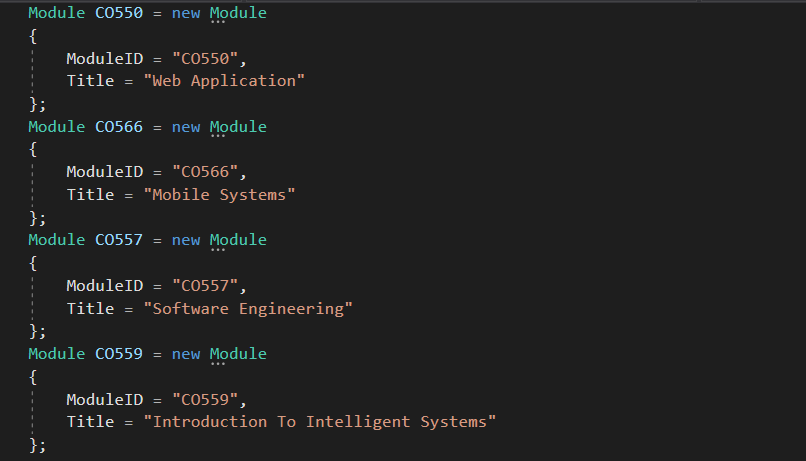 Module CO550 = new Module
{
    ModuleID = "CO550",
    Title = "Web Application"
};
Module CO566 = new Module
{
    ModuleID = "CO566",
    Title = "Mobile Systems"
};
Module CO557 = new Module
{
    ModuleID = "CO557",
    Title = "Software Engineering"
};
Module CO559 = new Module
{
    ModuleID = "CO559",
    Title = "Introduction To Intelligent Systems"
};